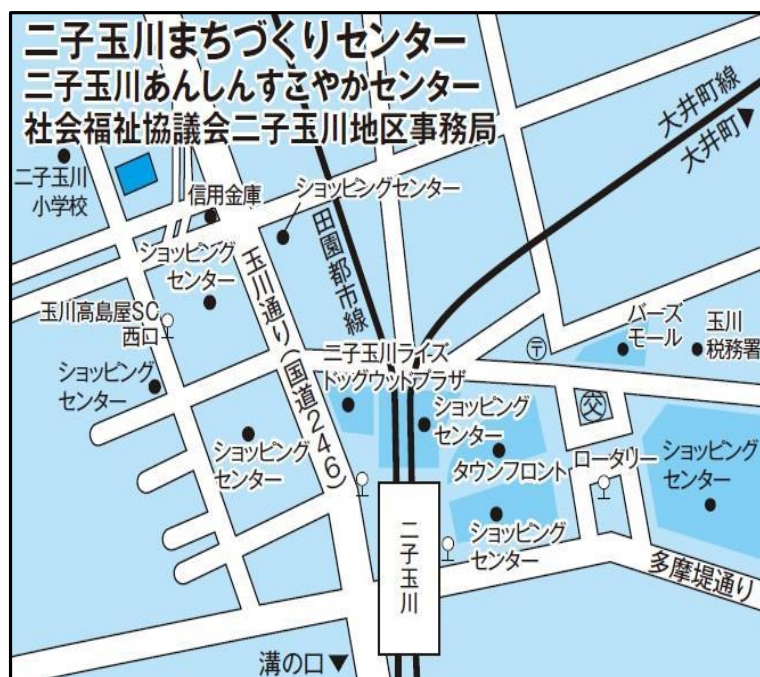 二子玉川まちづくりセンター
二子玉川あんしんすこやかセンター
社会福祉協議会二子玉川地区事務局
大井町線
大井町▶
二子玉川
小学校
信用金庫
ショッピングセンター
ショッピング
センター
田園都市線
玉川通り(国道246)
玉川高島屋SC
西口
ショッピング
センター
ショッピング
センター
二子玉川ライズ
ドッグウッドプラザ
〒
バーズ
モール
玉川
税務署
交
ショッピング
センター
タウンフロント
ロータリー
ショッピング
センター
ショッピング
センター
二子玉川
多摩堤通り
溝の口▼